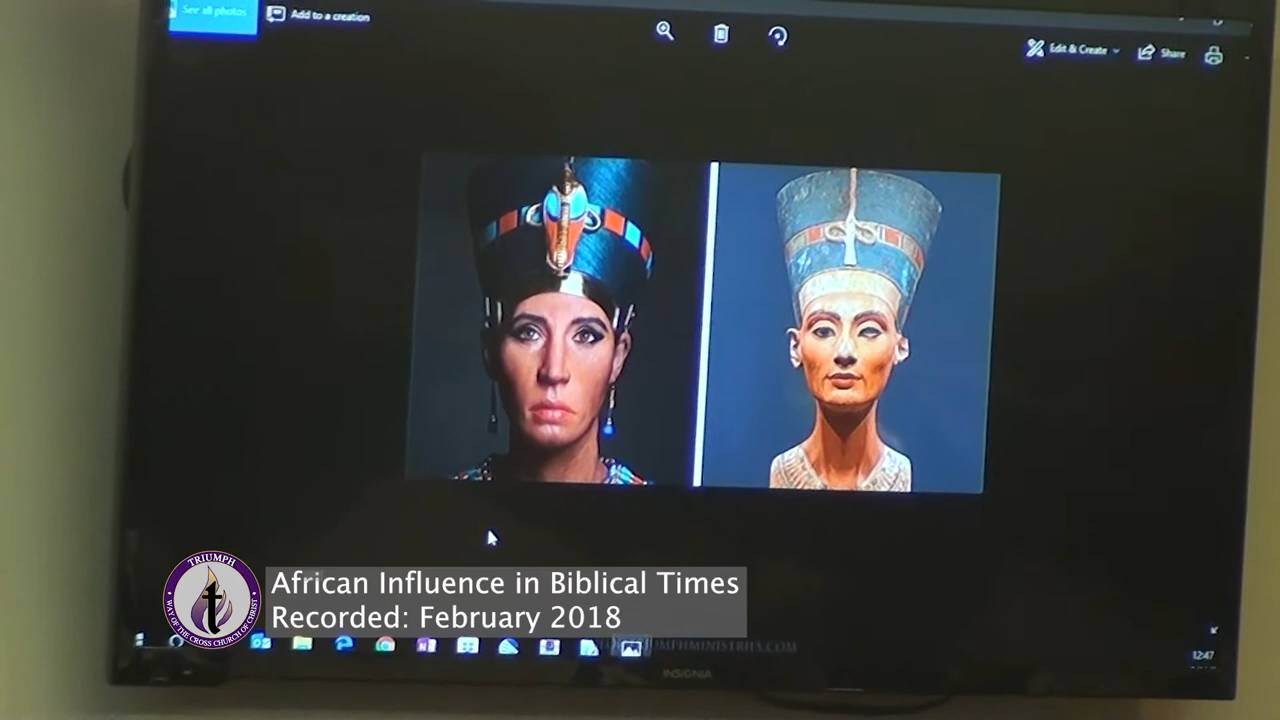 See all photos
Add to a creation
Edit & Create
Share
TRIUMPH
WAY OF THE CROSS CHURCH OF CHRIST
African Influence in Biblical Times
Recorded: February 2018
12:47
INSIGNIA